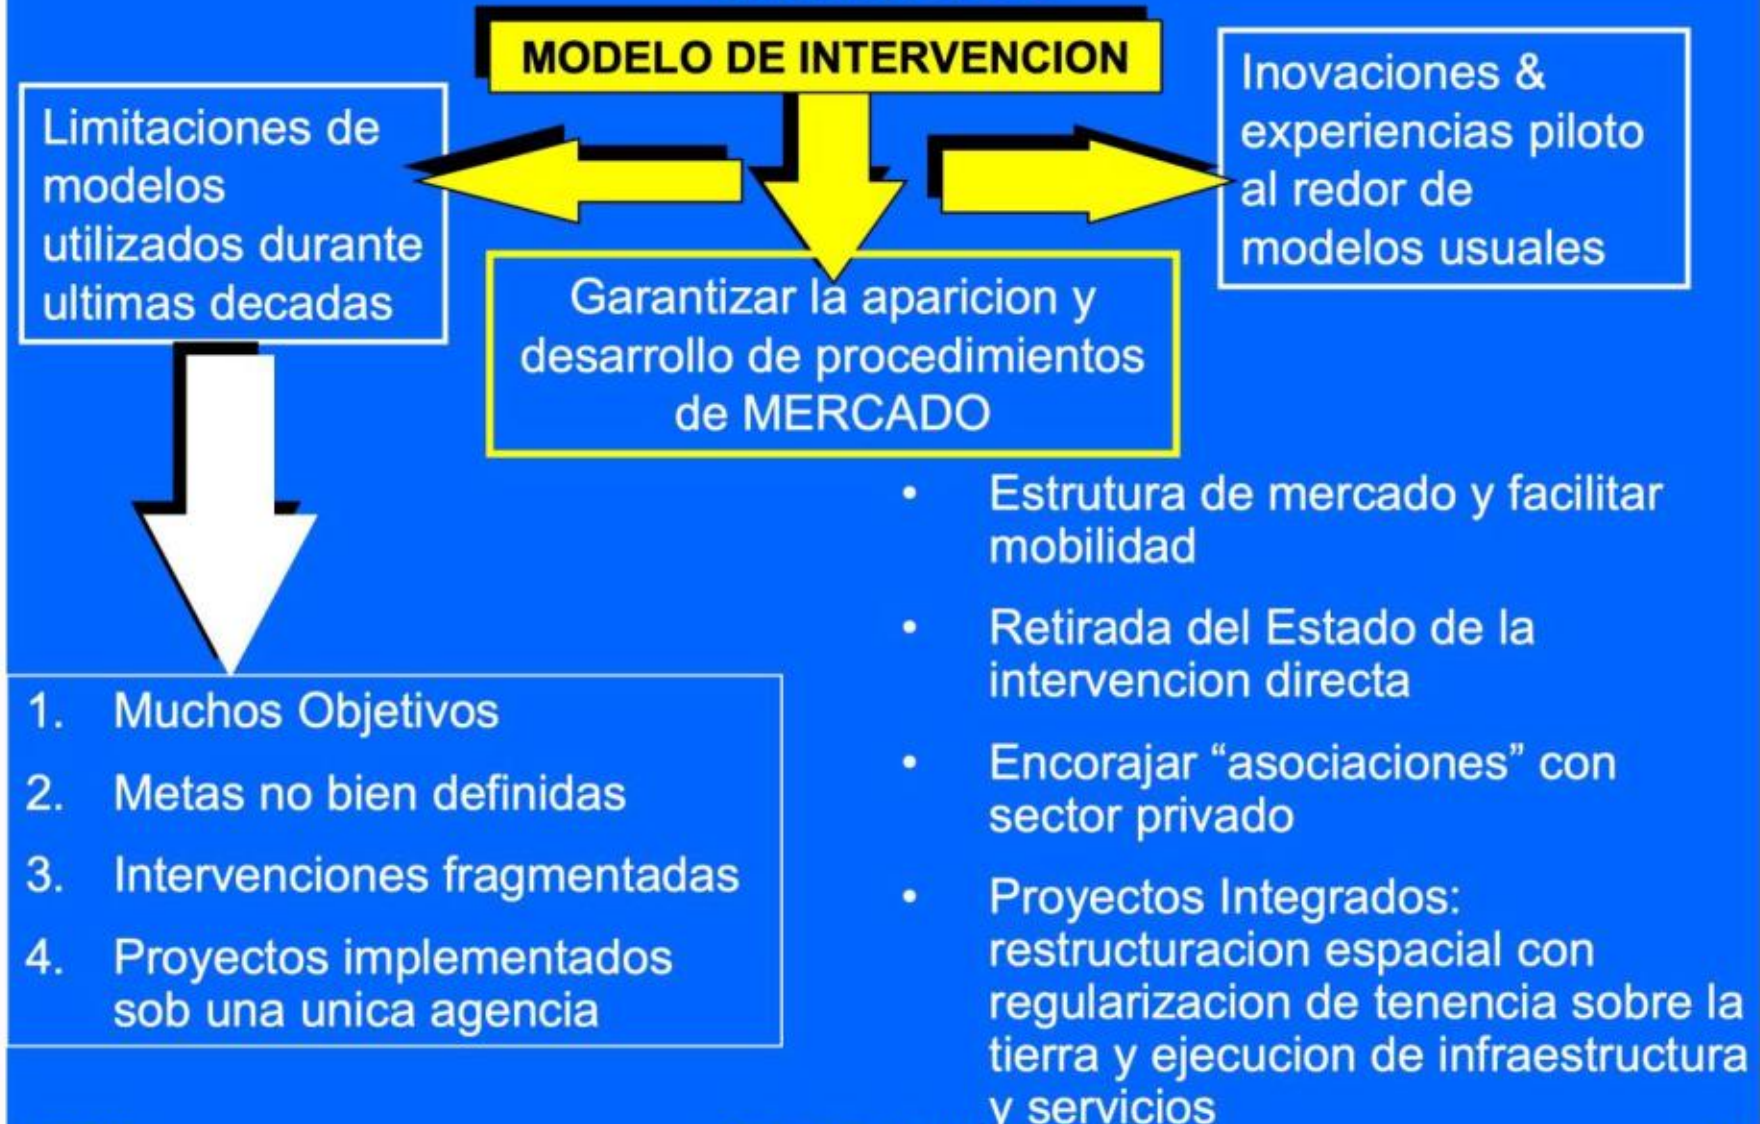 MODELO DE INTERVENCION
Limitaciones de
modelos
utilizados durante
ultimas decadas
Inovaciones &
experiencias piloto
al redor de
modelos usuales
Garantizar la aparicion y
desarrollo de procedimientos
de MERCADO
1. Muchos Objetivos
2. Metas no bien definidas
3. Intervenciones fragmentadas
4. Proyectos implementados
sob una unica agencia
• Estrutura de mercado y facilitar
mobilidad
• Retirada del Estado de la
intervencion directa
• Encorajar “asociaciones” con
sector privado
• Proyectos Integrados:
restructuracion espacial con
regularizacion de tenencia sobre la
tierra y ejecucion de infraestructura
y servicios